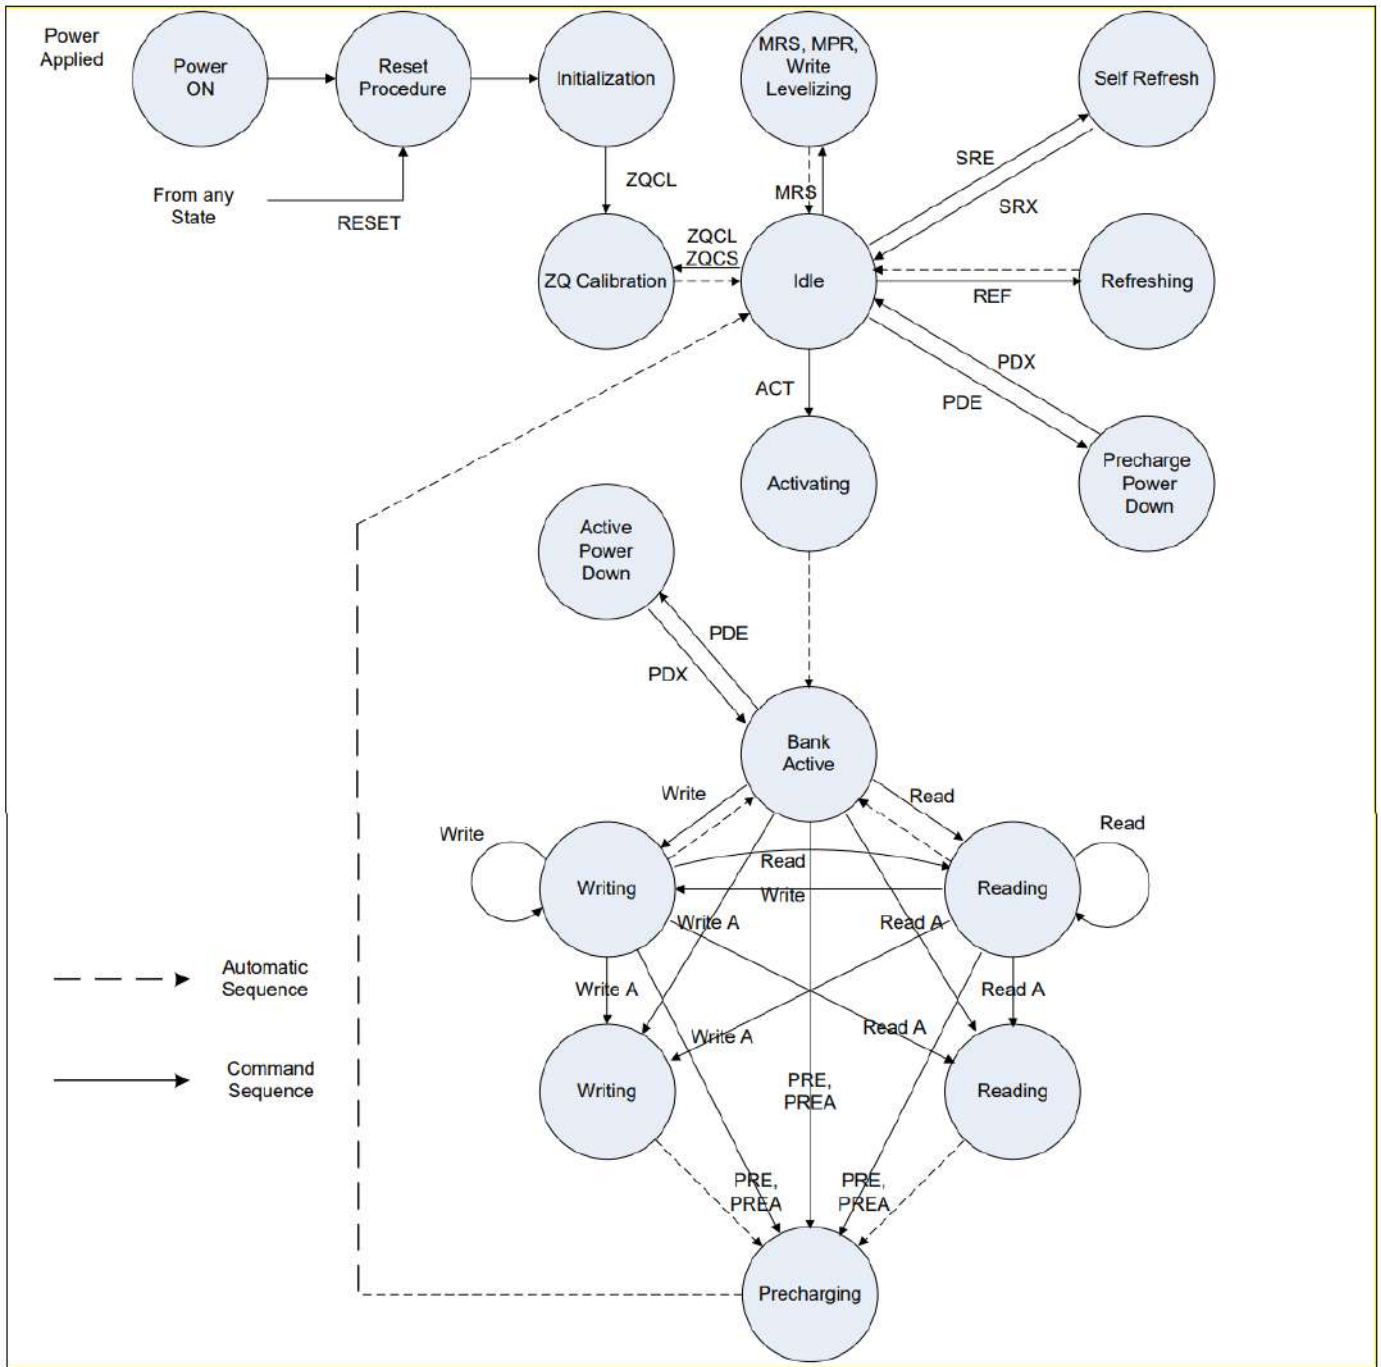 Power
Applied
Power
ON
Reset
Procedure
Initialization
MRS, MPR,
Write
Levelizing
Self Refresh
From any
State
RESET
ZQCL
MRS
SRE
SRX
ZQCL
ZQCS
ZQ Calibration
Idle
REF
Refreshing
ACT
PDX
PDE
Activating
Precharge
Power
Down
Active
Power
Down
PDE
PDX
Bank
Active
Write
Read
Write
Read
Read
Write
Writing
Reading
Write A
Read A
Automatic
Sequence
Write A
Read A
Write A
Read A
Command
Sequence
Writing
PRE,
PREA
Reading
PRE,
PREA
PRE,
PREA
Precharging